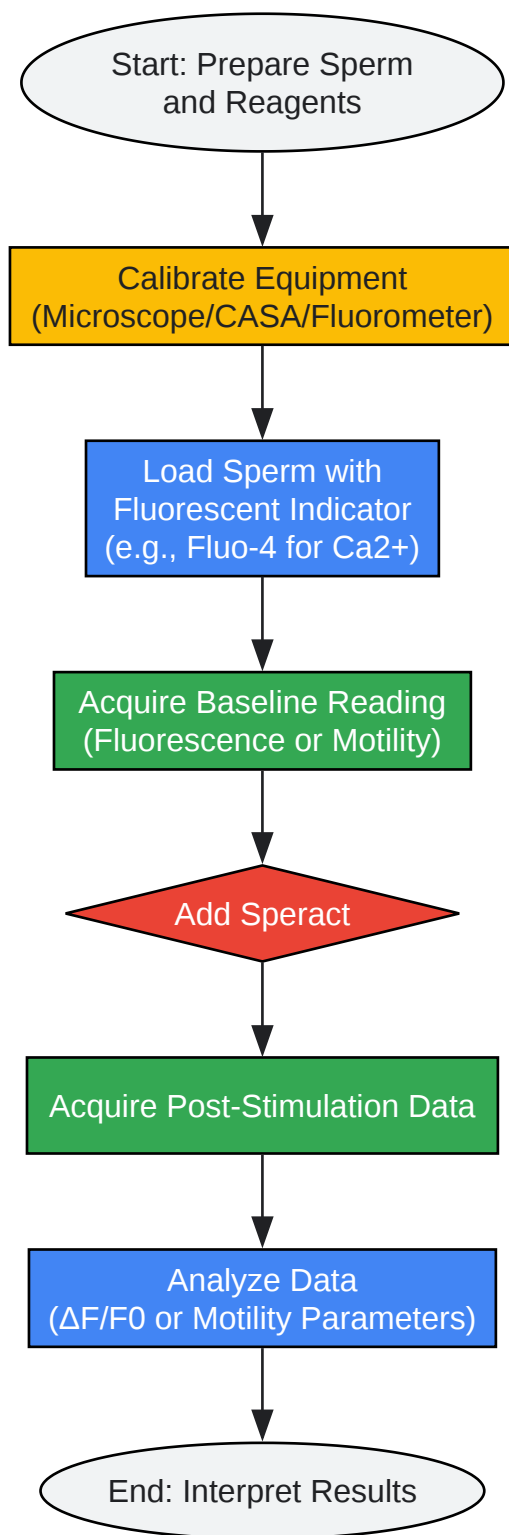 Start: Prepare Sperm
and Reagents
Calibrate Equipment
(Microscope/CASA/Fluorometer)
Load Sperm with
Fluorescent Indicator
(e.g., Fluo-4 for Ca2+)
Acquire Baseline Reading
(Fluorescence or Motility)
Add Speract
Acquire Post-Stimulation Data
Analyze Data
(ΔF/F0 or Motility Parameters)
End: Interpret Results